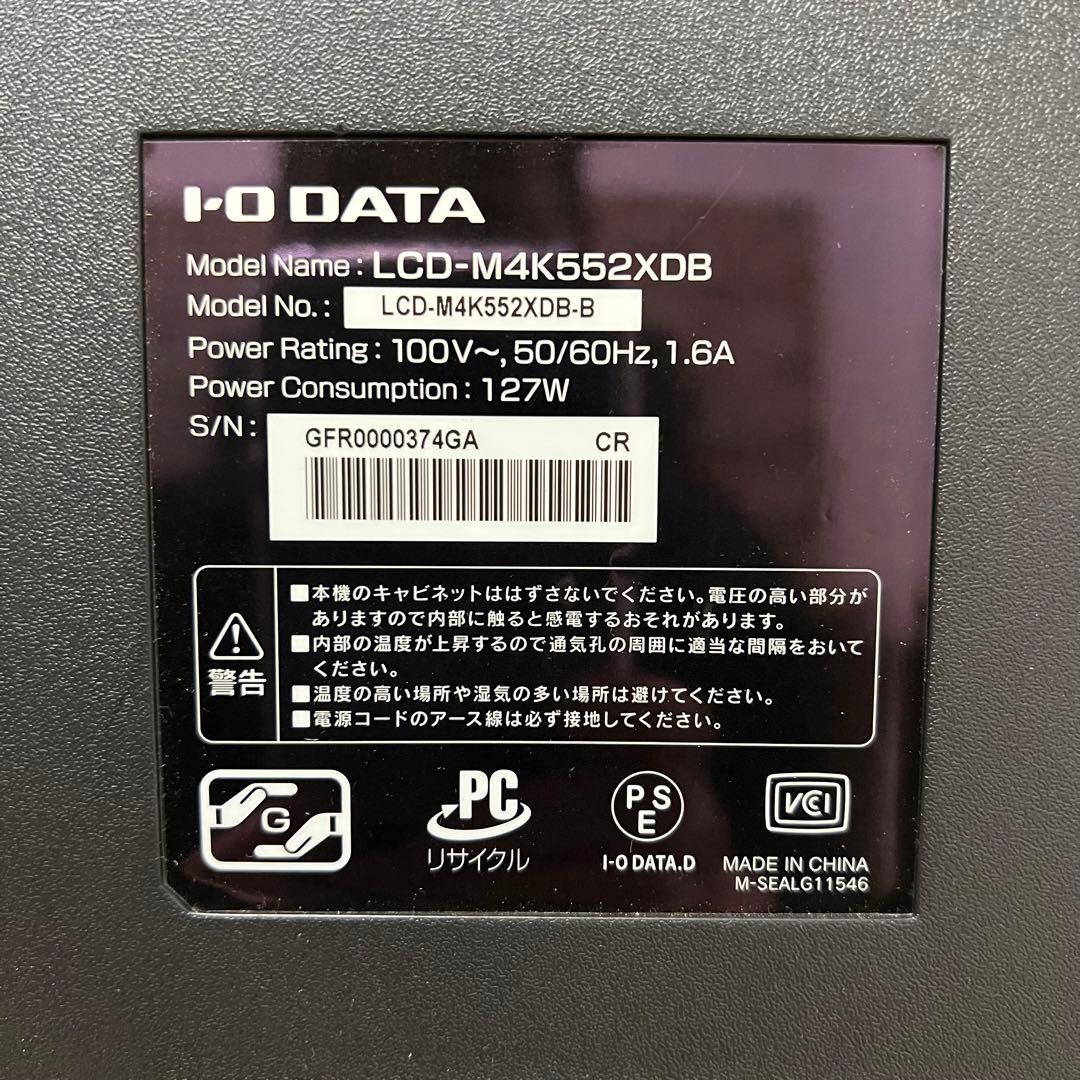 I-O DATA
Model Name : LCD-M4K552XDB
Model No. : LCD-M4K552XDB-B
Power Rating : 100V～, 50/60Hz, 1.6A
Power Consumption : 127W
S/N : GFR0000374GA CR
■本機のキャビネットははずさないでください。電圧の高い部分が
ありますので内部に触ると感電するおそれがあります。
■内部の温度が上昇するので通気孔の周囲に適当な間隔をおいて
ください。
■温度の高い場所や湿気の多い場所は避けてください。
■電源コードのアース線は必ず接地してください。
警告
G
PC
リサイクル
PS
E
I-O DATA.D
VCCI
MADE IN CHINA
M-SEALG11546